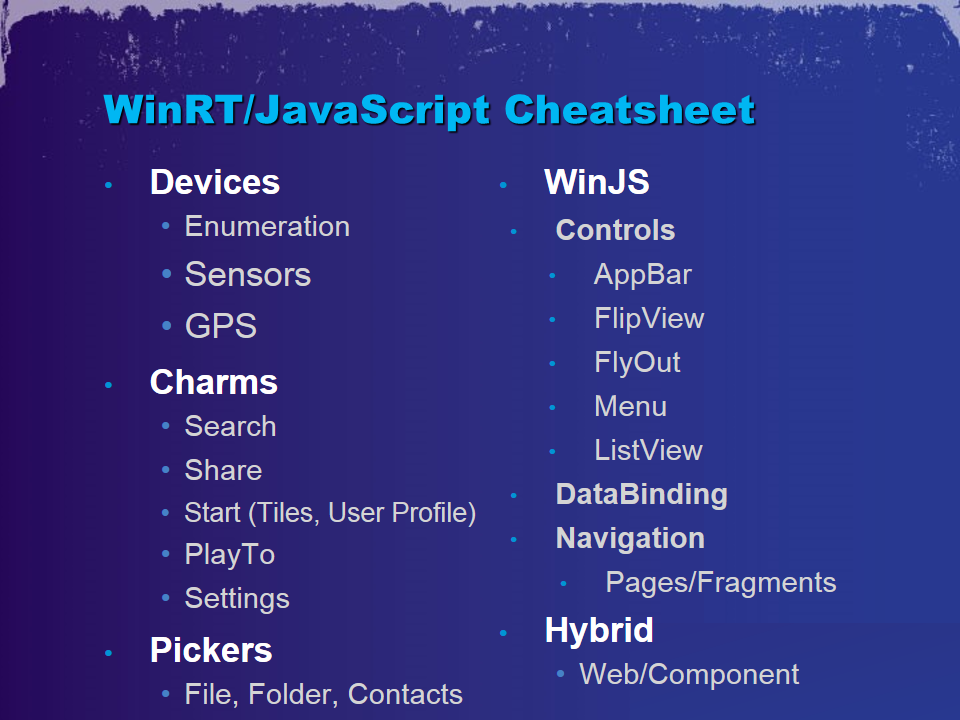 WinRT/JavaScript Cheatsheet
Devices
Enumeration
Sensors
GPS
Charms
Search
Share
Start (Tiles, User Profile)
PlayTo
Settings
Pickers
File, Folder, Contacts
WinJS
Controls
AppBar
FlipView
FlyOut
Menu
ListView
DataBinding
Navigation
Pages/Fragments
Hybrid
Web/Component